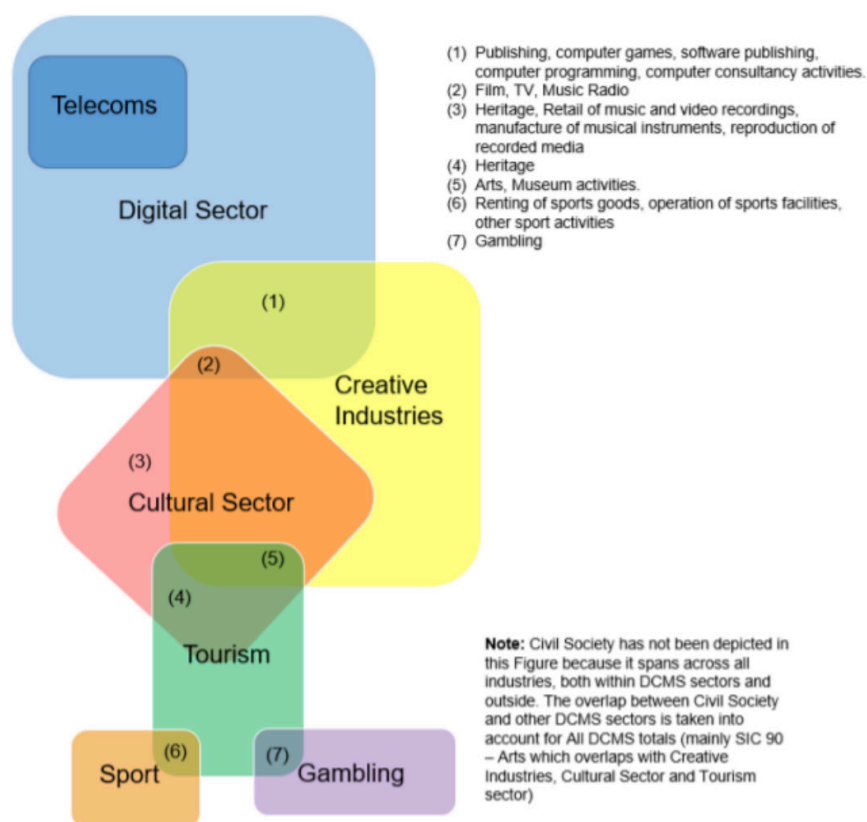 Telecoms
Digital Sector
(1)
(2)
Creative
Industries
(3)
Cultural Sector
(5)
(4)
Tourism
(6)
Sport
(7)
Gambling
(1) Publishing, computer games, software publishing,
computer programming, computer consultancy activities.
(2) Film, TV, Music Radio
(3) Heritage, Retail of music and video recordings,
manufacture of musical instruments, reproduction of
recorded media
(4) Heritage
(5) Arts, Museum activities.
(6) Renting of sports goods, operation of sports facilities,
other sport activities
(7) Gambling
Note: Civil Society has not been depicted in
this Figure because it spans across all
industries, both within DCMS sectors and
outside. The overlap between Civil Society
and other DCMS sectors is taken into
account for All DCMS totals (mainly SIC 90
– Arts which overlaps with Creative
Industries, Cultural Sector and Tourism
sector)